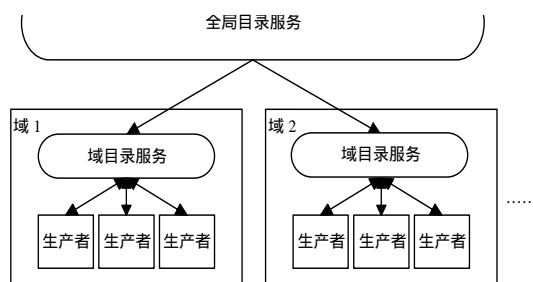 全局目录服务
域 1
域 2
域目录服务
域目录服务
生产者 生产者 生产者
生产者 生产者 生产者
.....